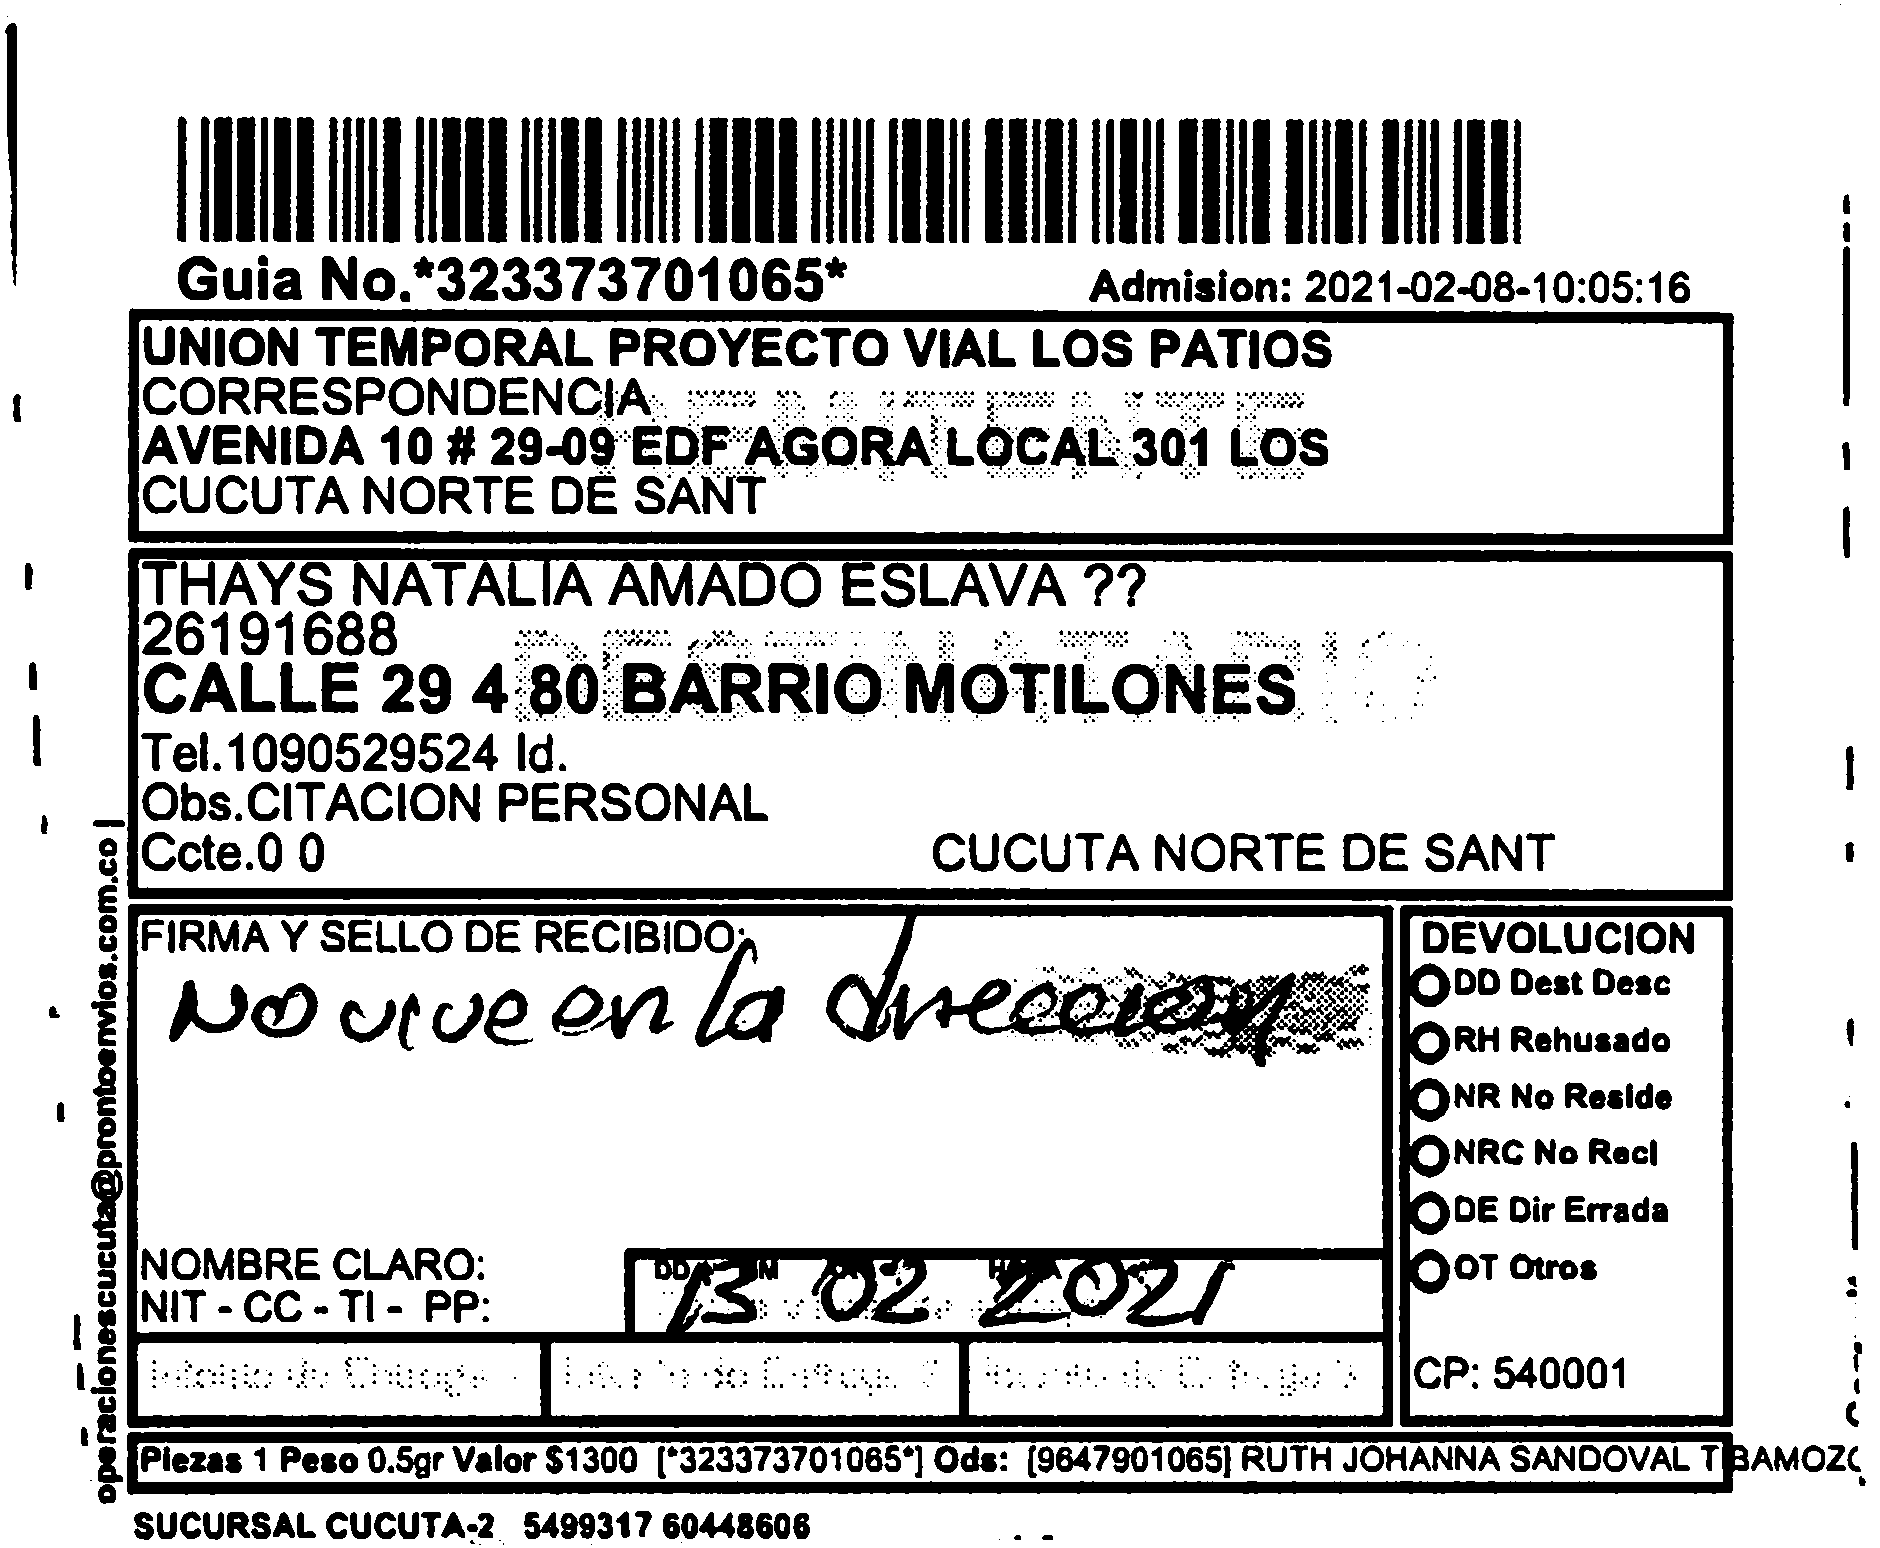 Guia No.*323373701065*
Admision: 2021-02-08-10:05:16
UNION TEMPORAL PROYECTO VIAL LOS PATIOS
CORRESPONDENCIA
REMITENTE
AVENIDA 10 # 29-09 EDF AGORA LOCAL 301 LOS
CUCUTA NORTE DE SANT
THAYS NATALIA AMADO ESLAVA ??
26191688
DESTINATARIO
CALLE 29 4 80 BARRIO MOTILONES
Tel.1090529524 Id.
Obs.CITACION PERSONAL
Ccte.0 0
CUCUTA NORTE DE SANT
FIRMA Y SELLO DE RECIBIDO:
No vive en la direccion
NOMBRE CLARO:
NIT - CC - TI - PP:
13 02 2021
DEVOLUCION
DD Dest Desc
RH Rehusado
NR No Reside
NRC No Recl
DE Dir Errada
OT Otros
CP: 540001
Piezas 1 Peso 0.5gr Valor $1300 [*323373701065*] Ods: [9647901065] RUTH JOHANNA SANDOVAL TIBAMOZO
SUCURSAL CUCUTA-2 5499317 60448606
operacionescucuta@prontoenvios.com.co |